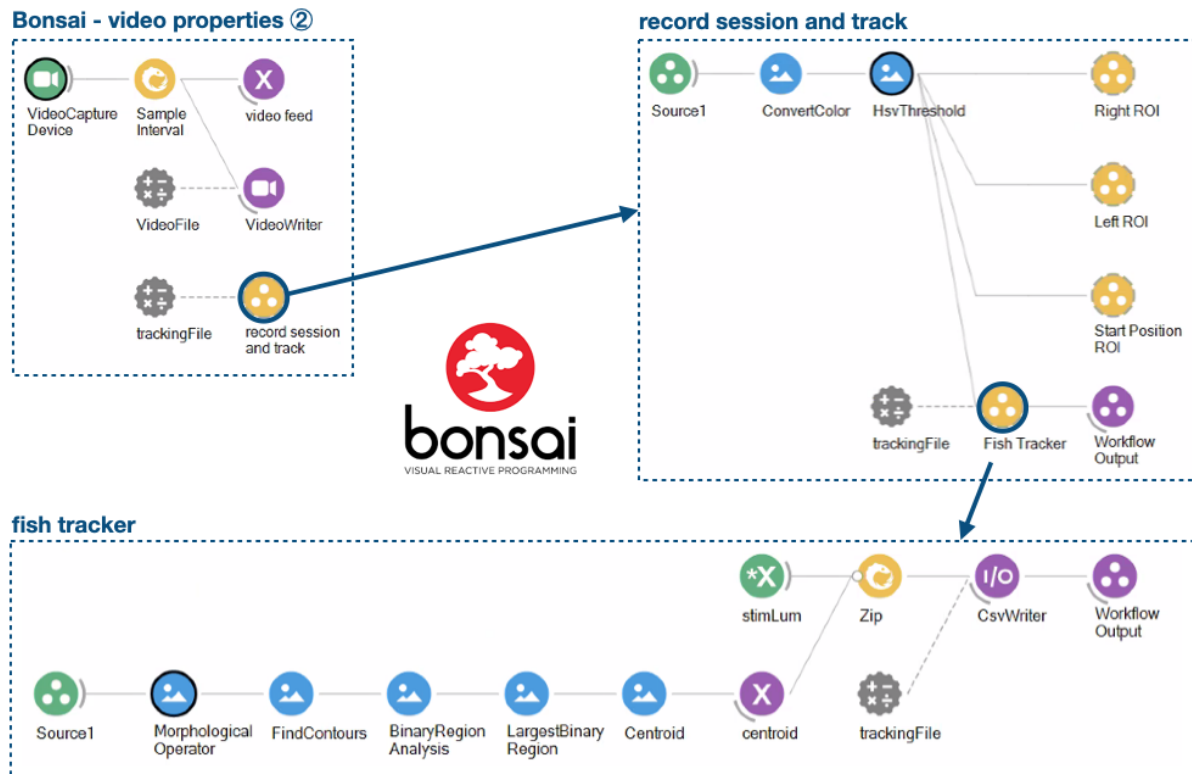 Bonsai - video properties ②
VideoCapture
Device
Sample
Interval
X
video feed
VideoFile
VideoWriter
trackingFile
record session
and track
bonsai
VISUAL REACTIVE PROGRAMMING
record session and track
Source1
ConvertColor
HsvThreshold
Right ROI
Left ROI
Start Position
ROI
trackingFile
Fish Tracker
Workflow
Output
fish tracker
*X
stimLum
Zip
I/O
CsvWriter
Workflow
Output
Source1
Morphological
Operator
FindContours
BinaryRegion
Analysis
LargestBinary
Region
Centroid
X
centroid
trackingFile